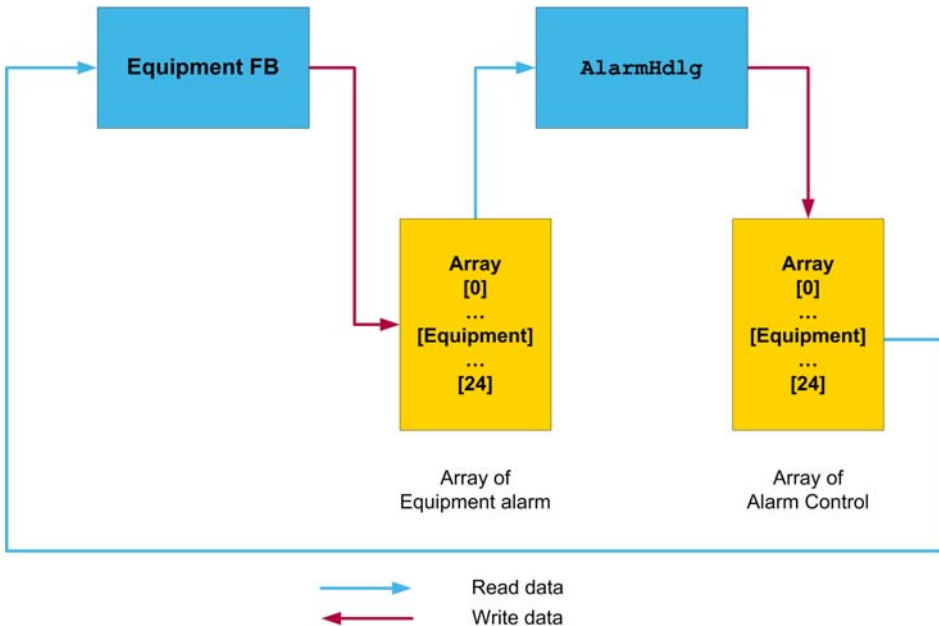 Equipment FB
AlarmHdlg
Array
[0]
...
[Equipment]
...
[24]
Array of
Equipment alarm
Array
[0]
...
[Equipment]
...
[24]
Array of
Alarm Control
Read data
Write data